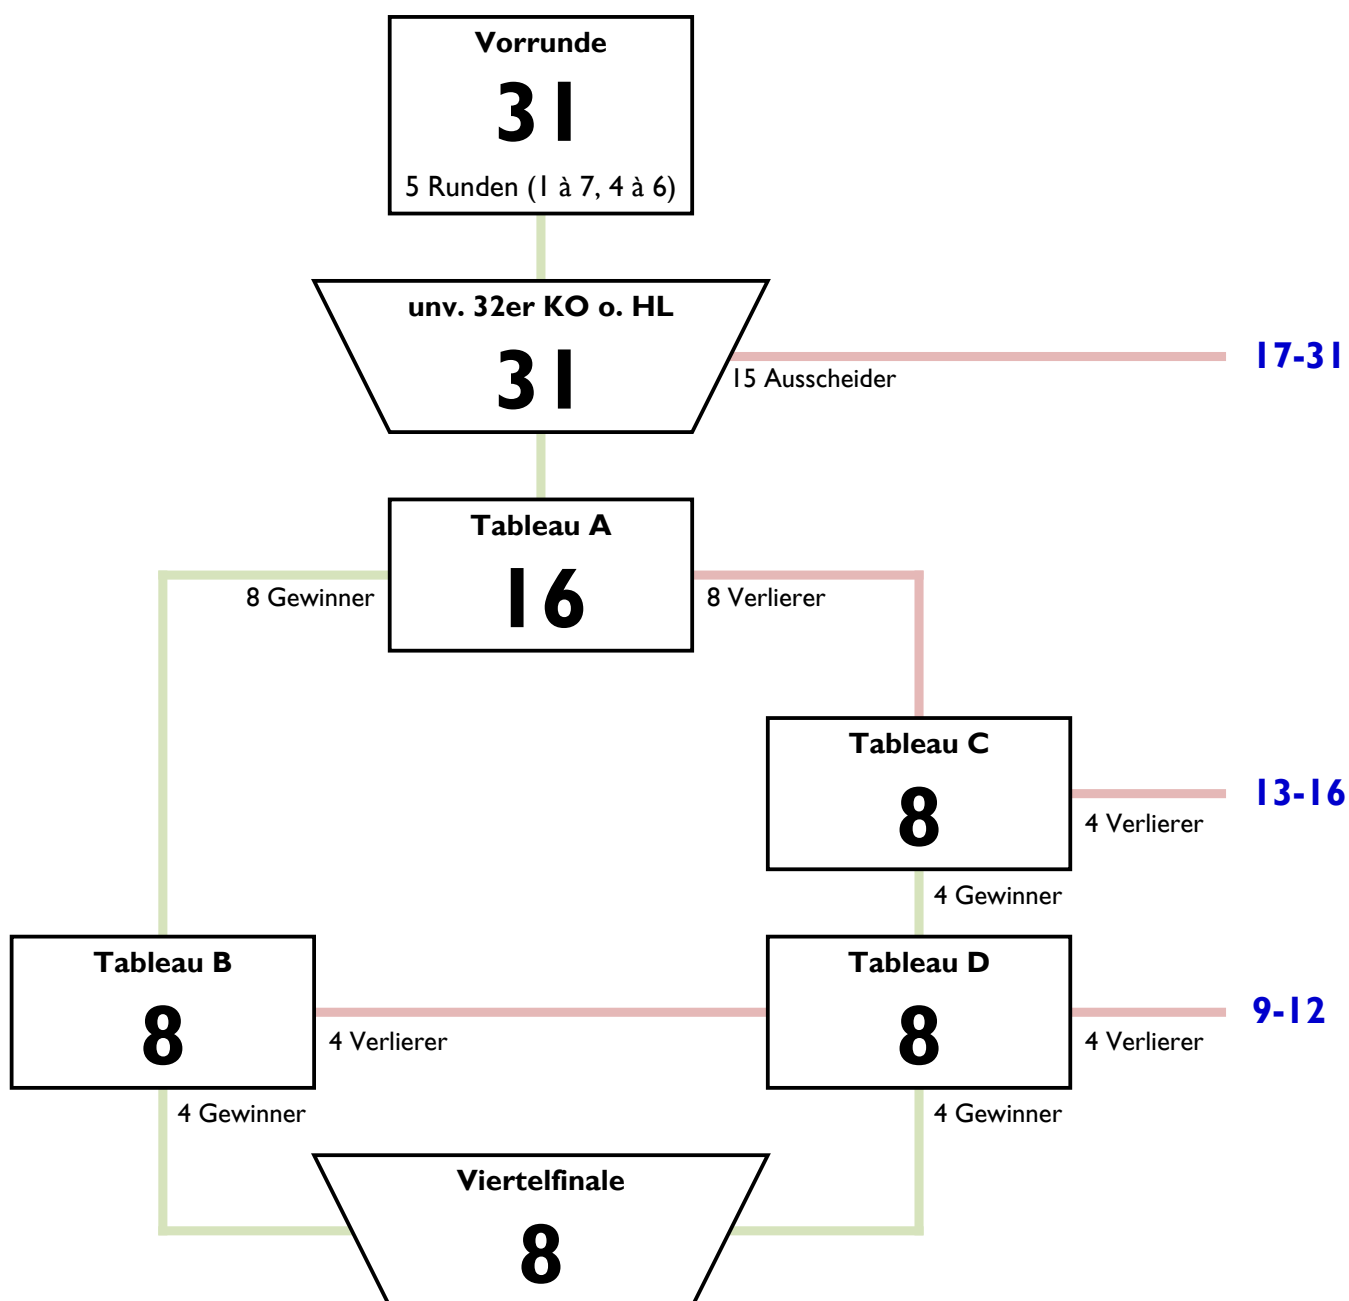 Vorrunde
31
5 Runden (1 à 7, 4 à 6)
unv. 32er KO o. HL
31
15 Ausscheider
17-31
Tableau A
16
8 Gewinner
8 Verlierer
Tableau C
8
4 Verlierer
13-16
4 Gewinner
Tableau B
8
4 Verlierer
4 Gewinner
Tableau D
8
4 Verlierer
9-12
4 Gewinner
Viertelfinale
8